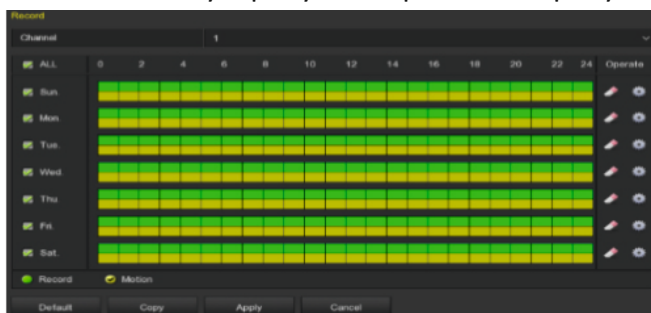 Record
Channel 1
ALL 0 2 4 6 8 10 12 14 16 18 20 22 24 Operate
Sun.
Mon.
Tue.
Wed.
Thu.
Fri.
Sat.
Record Motion
Default Copy Apply Cancel